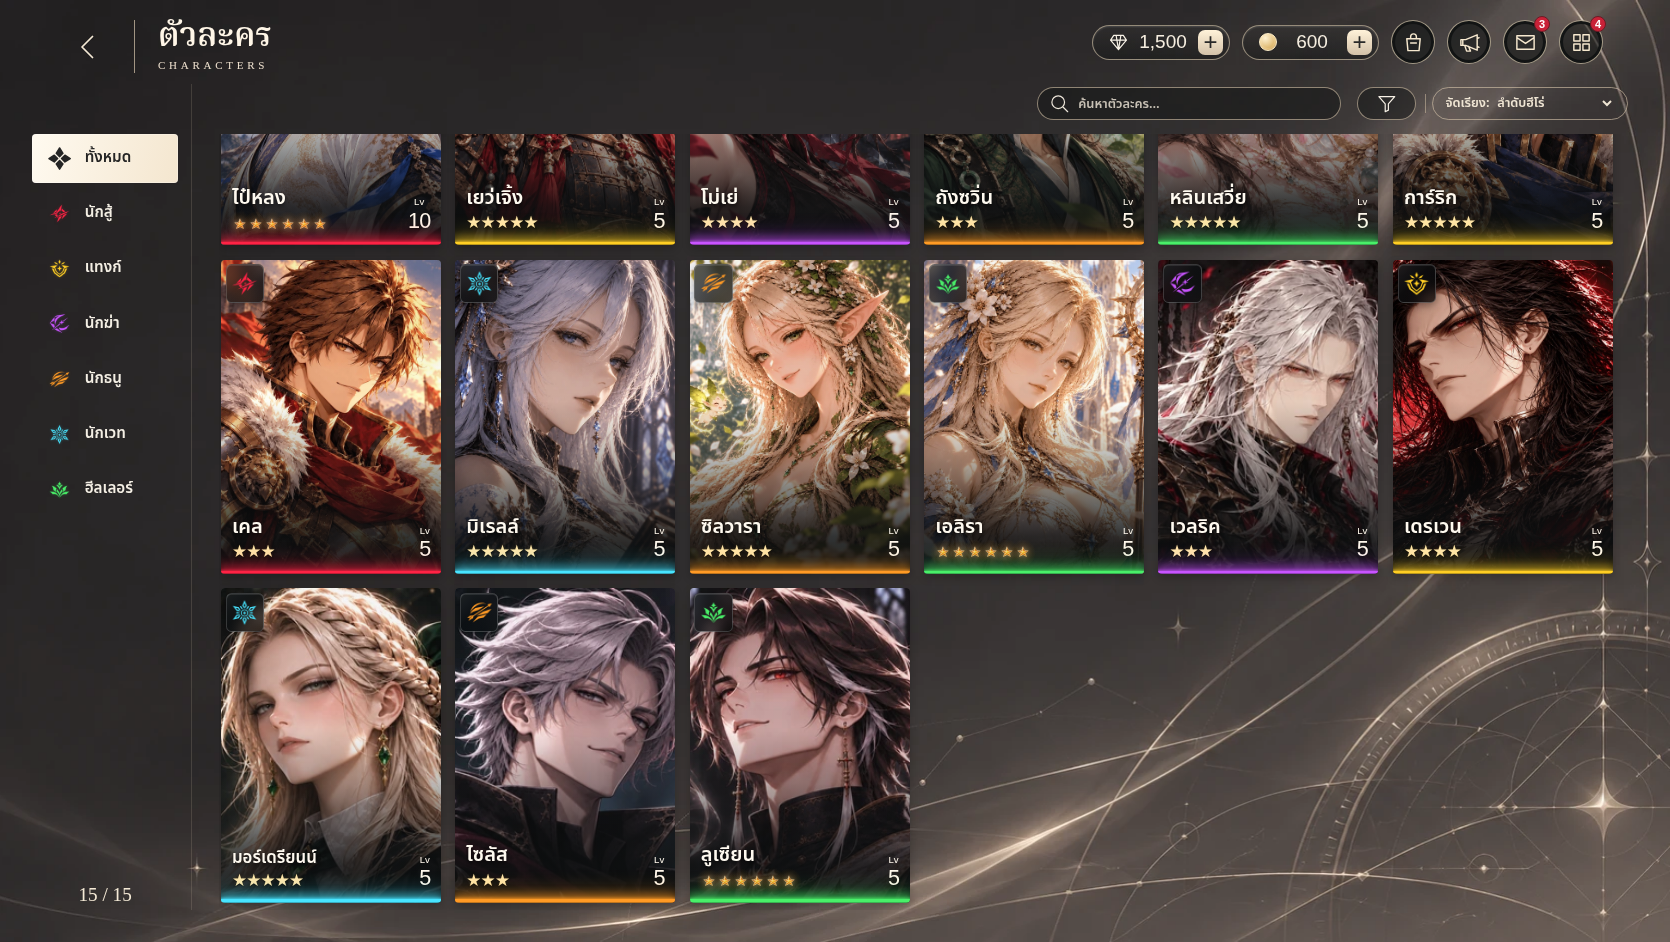 ตัวละคร
CHARACTERS
1,500
600
3
4
ค้นหาตัวละคร...
จัดเรียง: ลำดับฮีโร่
ทั้งหมด
นักสู้
แทงก์
นักฆ่า
นักธนู
นักเวท
ฮีลเลอร์
15 / 15
ไป๋หลง
Lv
10
เยว่เจิ้ง
Lv
5
โม่เย่
Lv
5
ถังซวิ่น
Lv
5
หลินเสวี่ย
Lv
5
การ์ริก
Lv
5
เคล
Lv
5
มิเรลล์
Lv
5
ซิลวารา
Lv
5
เอลิรา
Lv
5
เวลริค
Lv
5
เดรเวน
Lv
5
มอร์เดรียนน์
Lv
5
ไซลัส
Lv
5
ลูเซียน
Lv
5